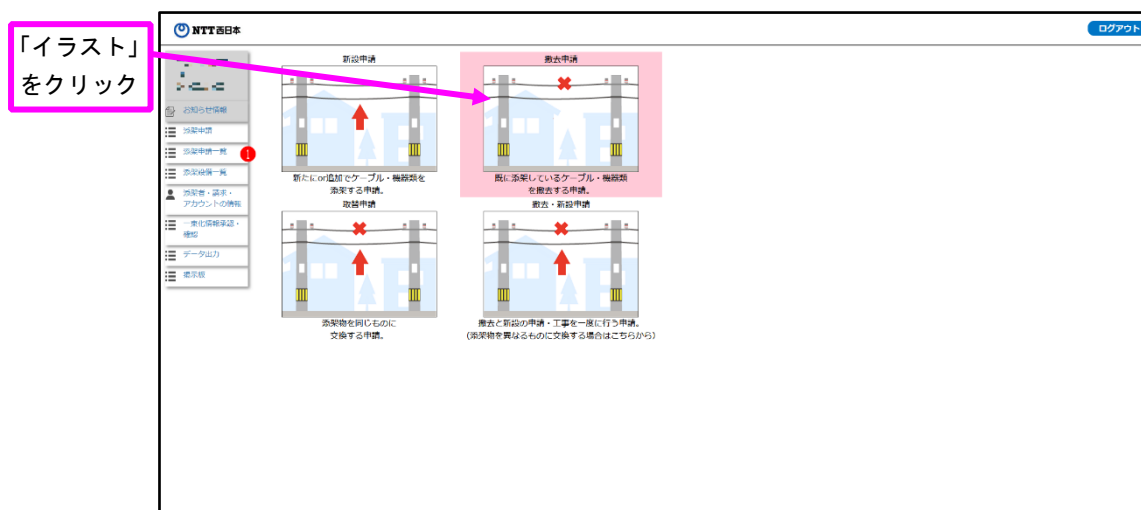 「イラスト」
をクリック
NTT西日本
ログアウト
お知らせ情報
添架申請
添架申請一覧
1
添架設備一覧
添架者・請求・
アカウントの情報
一束化情報承認・
確認
データ出力
掲示板
新設申請
新たにor追加でケーブル・機器類を
添架する申請。
撤去申請
既に添架しているケーブル・機器類
を撤去する申請。
取替申請
添架物を同じものに
交換する申請。
撤去・新設申請
撤去と新設の申請・工事を一度に行う申請。
(添架物を異なるものに交換する場合はこちらから)